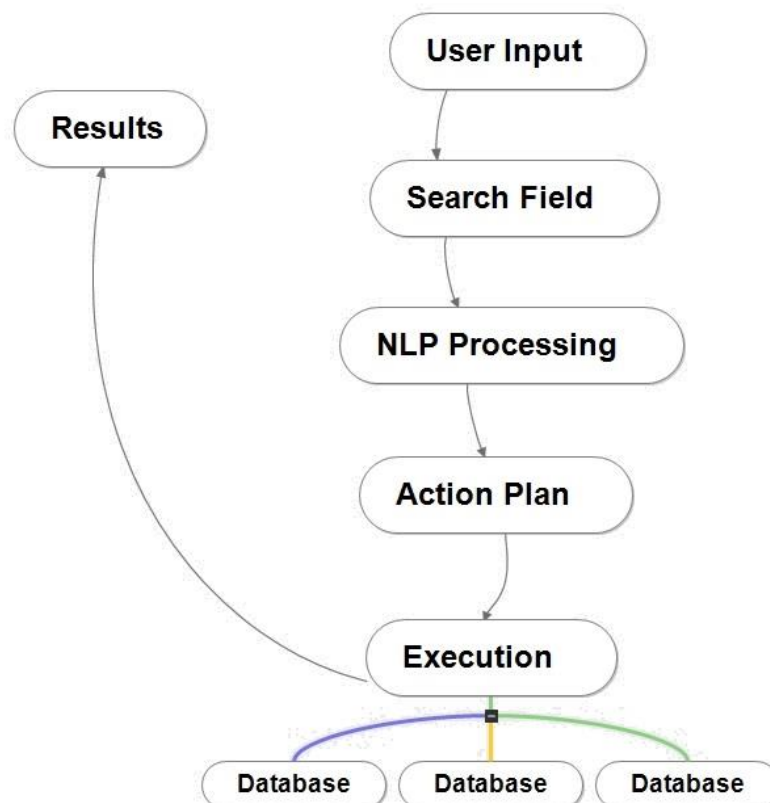 User Input
Results
Search Field
NLP Processing
Action Plan
Execution
Database
Database
Database